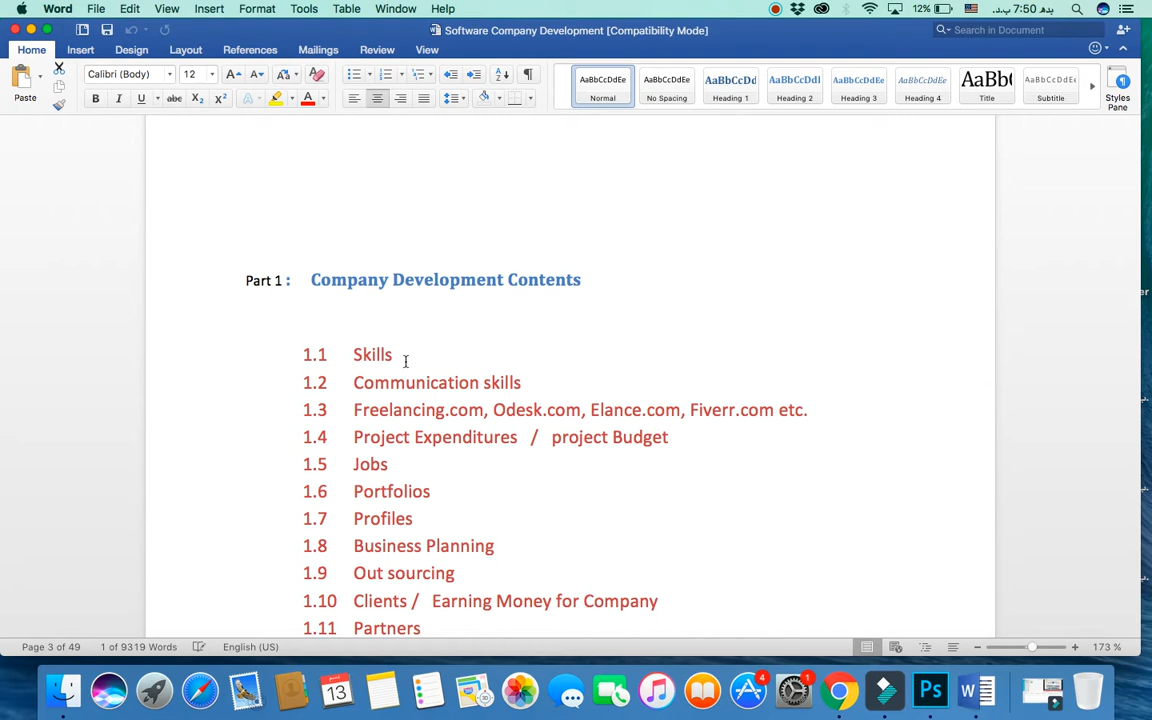 Word File Edit View Insert Format Tools Table Window Help 12% 7:50 ب.د.
Software Company Development [Compatibility Mode]
Search in Document
Home Insert Design Layout References Mailings Review View
Paste
Calibri (Body) 12
AaBbCcDdEe Normal
AaBbCcDdEe No Spacing
AaBbCcDd Heading 1
AaBbCcDdI Heading 2
AaBbCcDdEe Heading 3
AaBbCcDdEe Heading 4
AaBb( Title
AaBbCcDdE Subtitle
Styles Pane
Part 1 : Company Development Contents
1.1 Skills
1.2 Communication skills
1.3 Freelancing.com, Odesk.com, Elance.com, Fiverr.com etc.
1.4 Project Expenditures / project Budget
1.5 Jobs
1.6 Portfolios
1.7 Profiles
1.8 Business Planning
1.9 Out sourcing
1.10 Clients / Earning Money for Company
1.11 Partners
Page 3 of 49 1 of 9319 Words English (US) 173 %